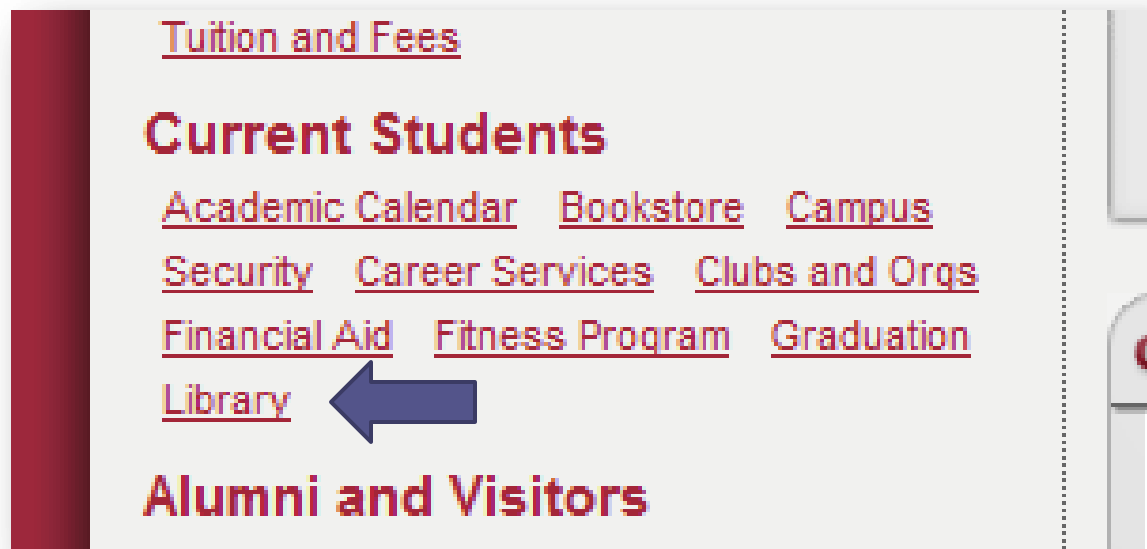 Tuition and Fees
Current Students
Academic Calendar Bookstore Campus
Security Career Services Clubs and Orgs
Financial Aid Fitness Program Graduation
Library
Alumni and Visitors